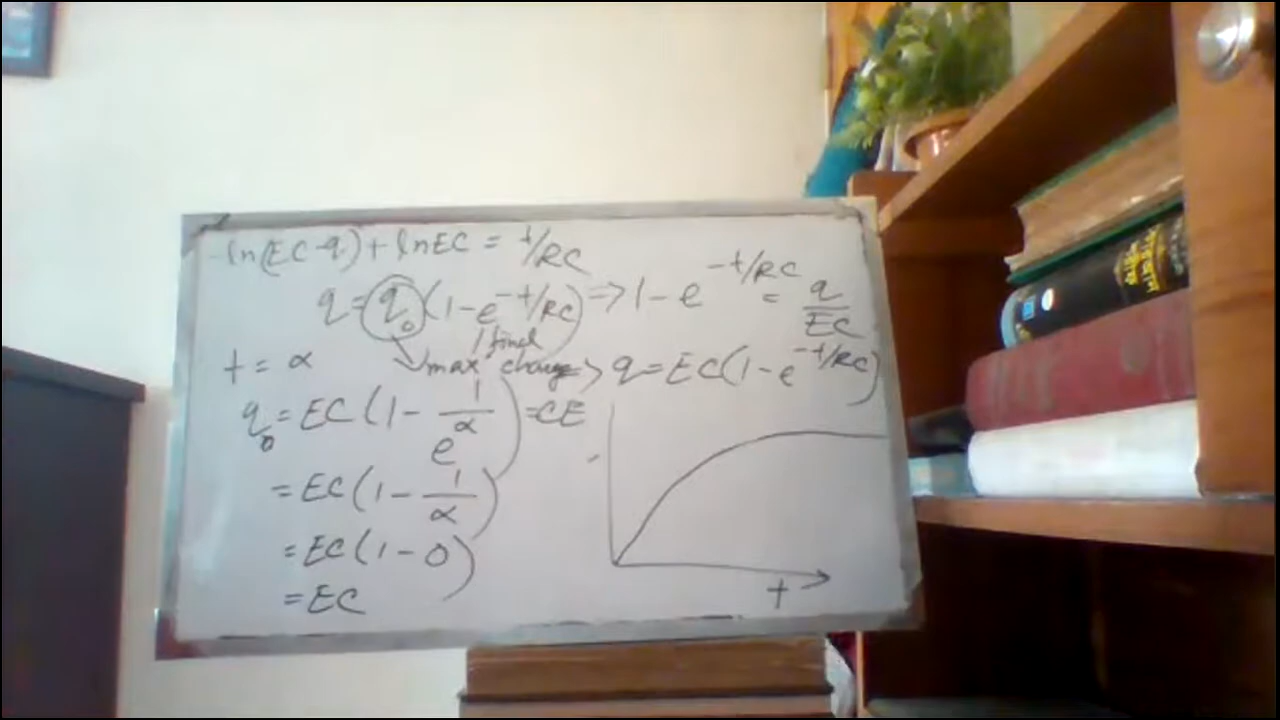 -ln(EC-q)+lnEC = t/RC
q = q₀(1-e^-t/RC) => 1-e^-t/RC = q/EC
max/final charge
=> q = EC(1-e^-t/RC)
t = α
q₀ = EC(1 - 1/e^α) = CE
= EC(1 - 1/α)
= EC(1-0)
= EC
t